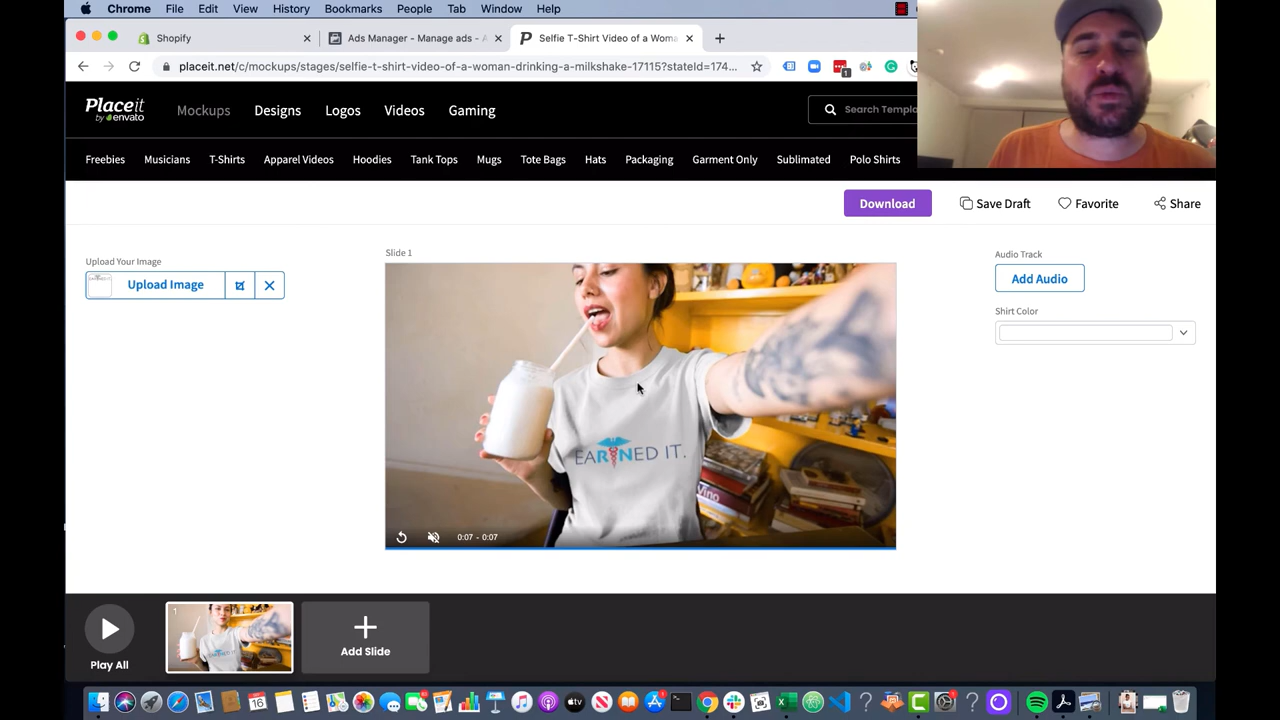 Chrome File Edit View History Bookmarks People Tab Window Help
Shopify
Ads Manager - Manage ads - A
Selfie T-Shirt Video of a Woma
placeit.net/c/mockups/stages/selfie-t-shirt-video-of-a-woman-drinking-a-milkshake-17115?stateId=174...
Placeit
by envato
Mockups Designs Logos Videos Gaming
Search Templa
Freebies Musicians T-Shirts Apparel Videos Hoodies Tank Tops Mugs Tote Bags Hats Packaging Garment Only Sublimated Polo Shirts
Download Save Draft Favorite Share
Upload Your Image
Upload Image
Slide 1
EARNED IT.
Vino
0:07 - 0:07
Audio Track
Add Audio
Shirt Color
Play All
1
Add Slide